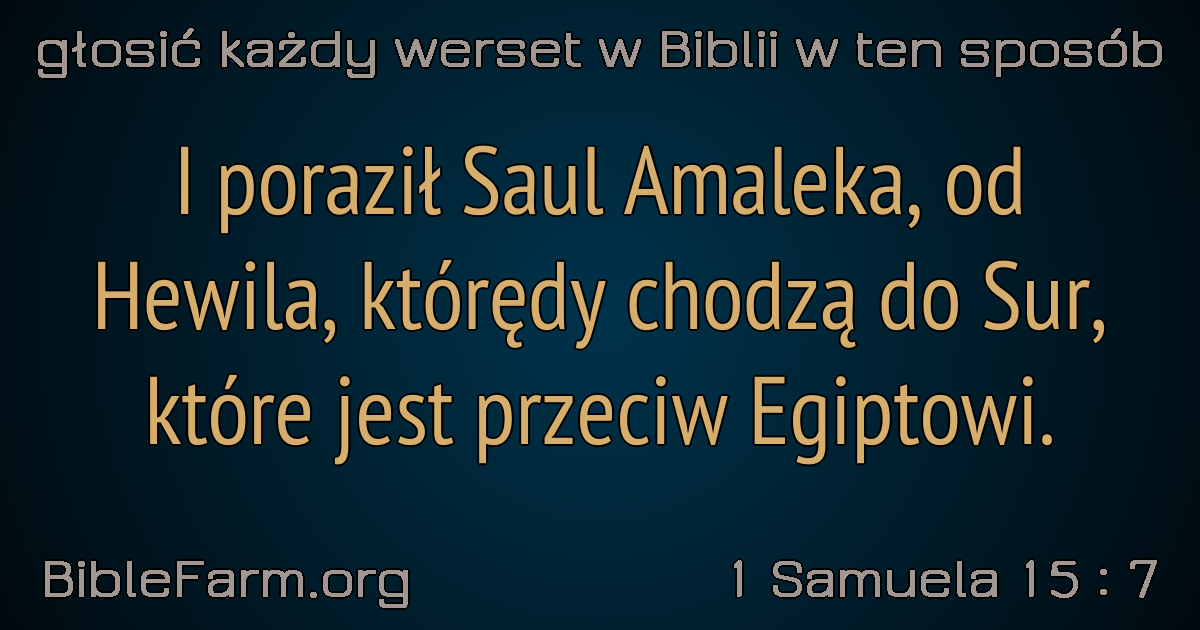 głosić każdy werset w Biblii w ten sposób
I poraził Saul Amaleka, od
Hewila, którędy chodzą do Sur,
które jest przeciw Egiptowi.
BibleFarm.org
1 Samuela 15 : 7